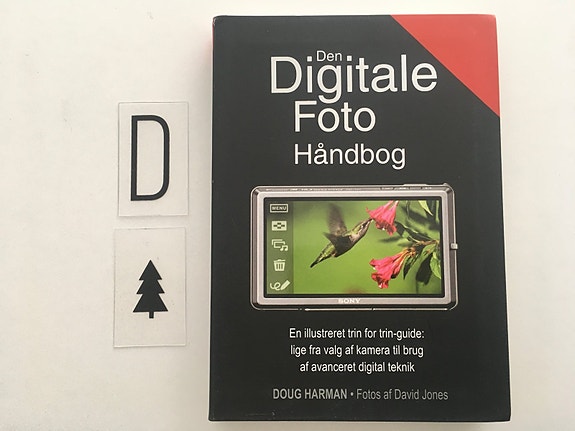 D
Den
Digitale
Foto
Håndbog
MENU
SONY
En illustreret trin for trin-guide:
lige fra valg af kamera til brug
af avanceret digital teknik
DOUG HARMAN • Fotos af David Jones